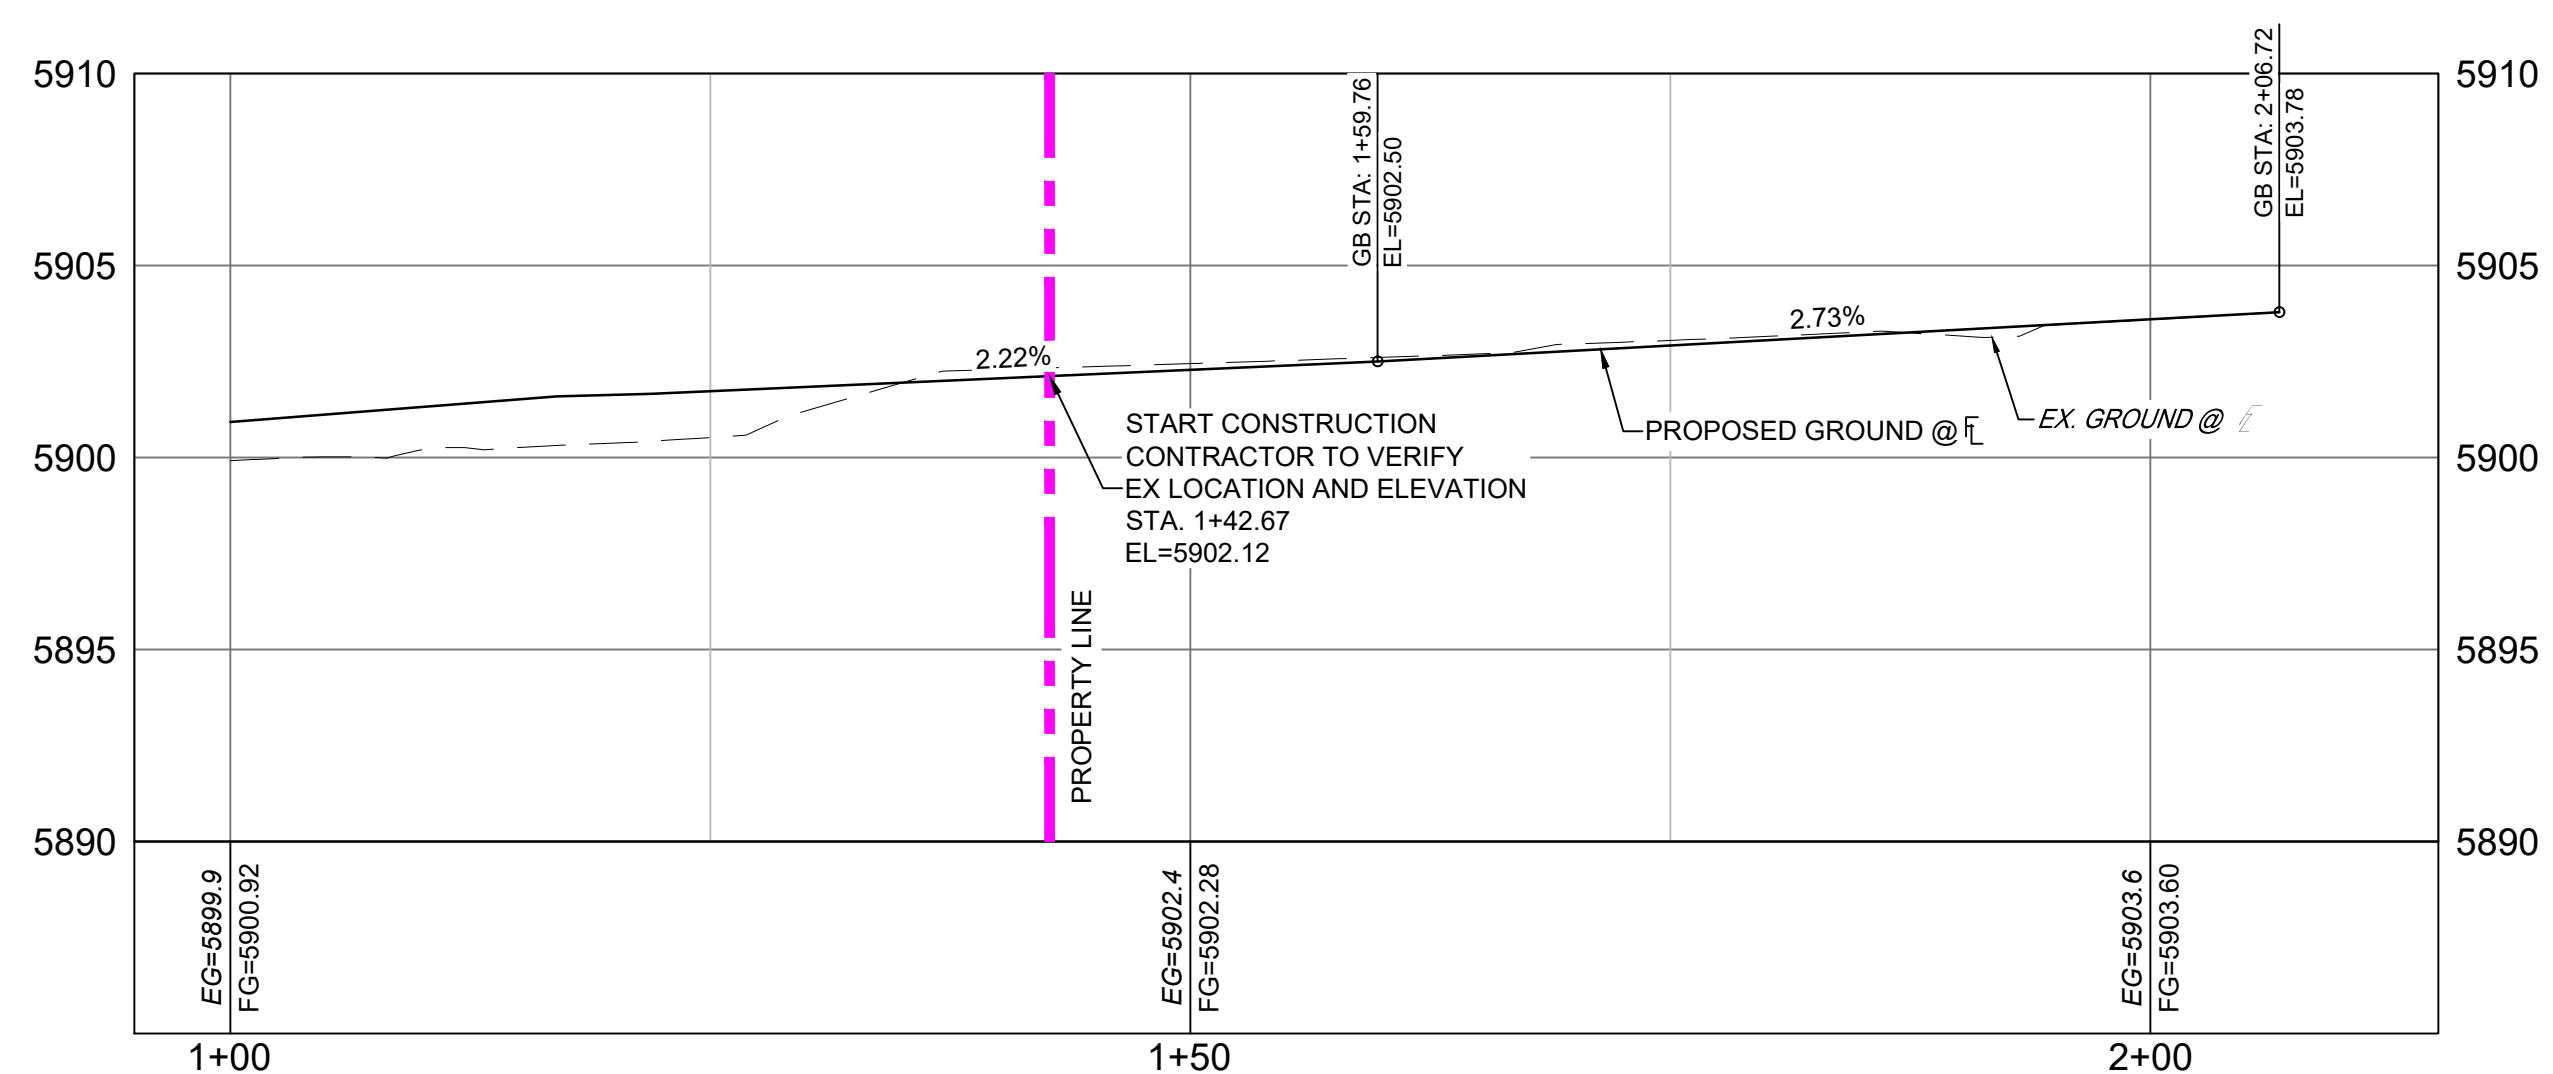 GB STA: 2+06.72
EL=5903.78
5910
5910
GB STA: 1+59.76
EL=5902.50
5905
5905
2.73%
2.22%
START CONSTRUCTION
CONTRACTOR TO VERIFY
EX LOCATION AND ELEVATION
STA. 1+42.67
EL=5902.12
PROPOSED GROUND @ FL
EX. GROUND @
5900
5900
PROPERTY LINE
5895
5895
5890
5890
EG=5899.9
FG=5900.92
EG=5902.4
FG=5902.28
EG=5903.6
FG=5903.60
1+00
1+50
2+00